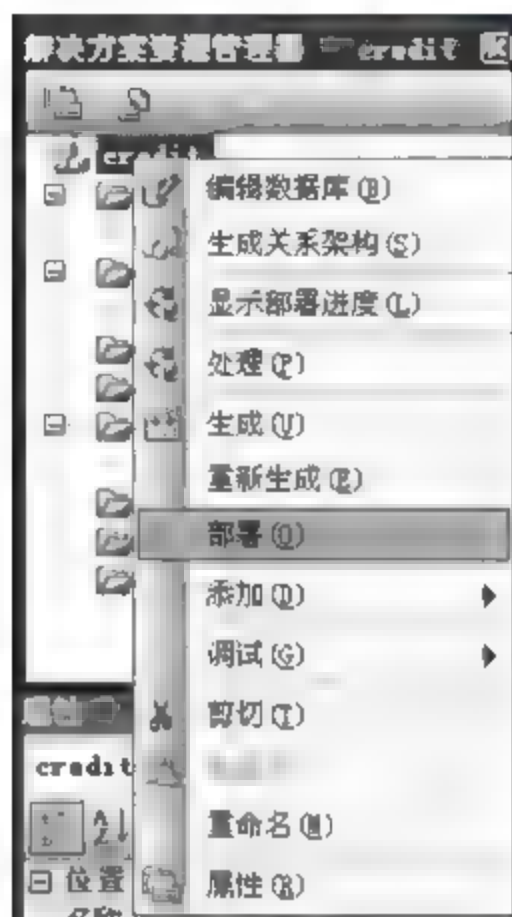 解决方案资源管理器 credit
credit
编辑数据库(B)
生成关系架构(S)
显示部署进度(L)
处理(P)
生成(U)
重新生成(E)
部署(O)
添加(D)
调试(G)
剪切(T)
credit
重命名(M)
属性(R)
位置
名称